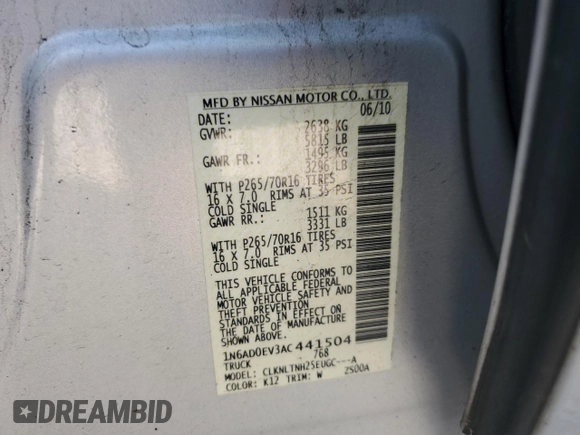 MFD BY NISSAN MOTOR CO., LTD.
DATE: 06/10
GVWR: 2638 KG
5815 LB
GAWR FR.: 1495 KG
3296 LB
WITH P265/70R16 TIRES
16 X 7.0 RIMS AT 35 PSI
COLD SINGLE
GAWR RR.: 1511 KG
3331 LB
WITH P265/70R16 TIRES
16 X 7.0 RIMS AT 35 PSI
COLD SINGLE
THIS VEHICLE CONFORMS TO
ALL APPLICABLE FEDERAL
MOTOR VEHICLE SAFETY AND
THEFT PREVENTION
STANDARDS IN EFFECT ON
THE DATE OF MANUFACTURE
SHOWN ABOVE.
1N6AD0EV3AC441504
TRUCK 768
MODEL: CLKNLTNH25EUGC---A
COLOR: K12 TRIM: W 2S00A
DREAMBID